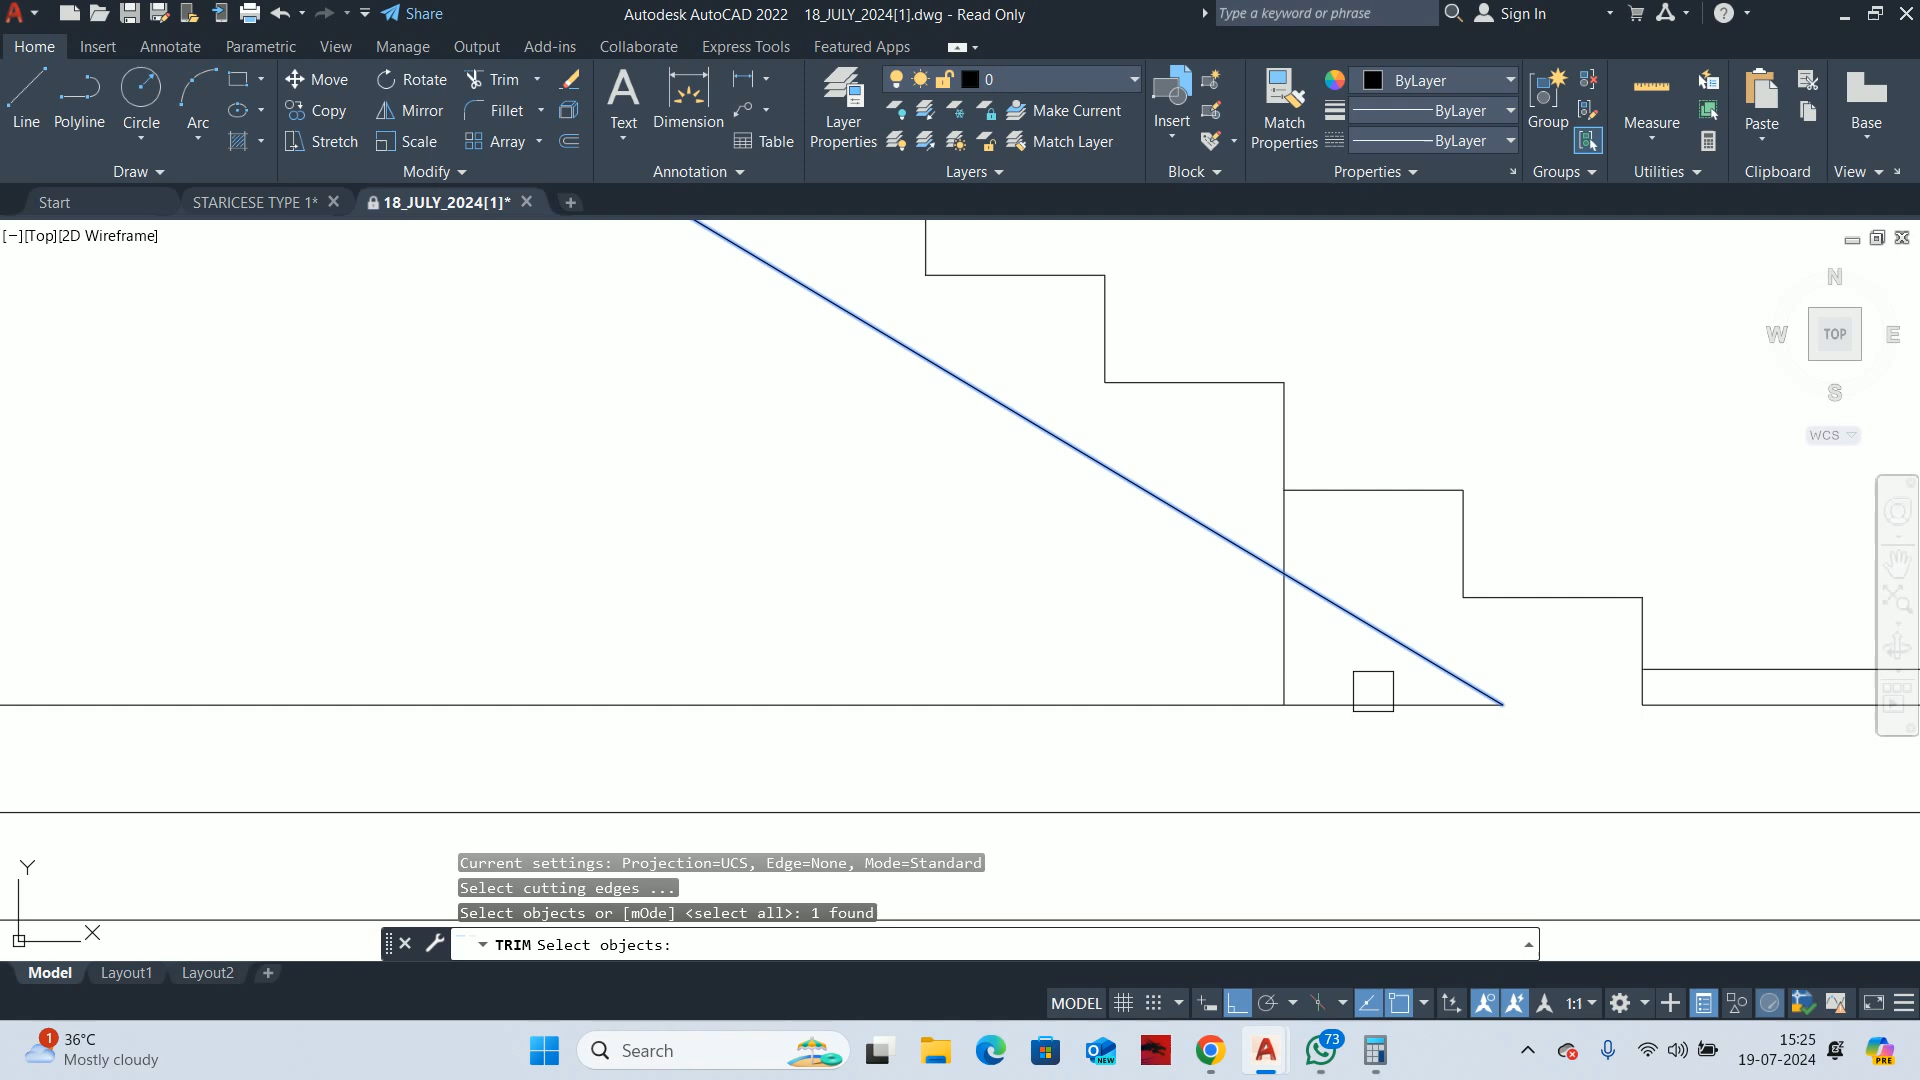 Share
Autodesk AutoCAD 2022 18_JULY_2024[1].dwg - Read Only
Type a keyword or phrase
Sign In
Home Insert Annotate Parametric View Manage Output Add-ins Collaborate Express Tools Featured Apps
Line Polyline Circle Arc
Move Rotate Trim
Copy Mirror Fillet
Stretch Scale Array
Text Dimension Table
Layer Properties
0
Make Current
Match Layer
Insert
Match Properties
ByLayer
ByLayer
ByLayer
Group
Measure
Paste
Base
Draw Modify Annotation Layers Block Properties Groups Utilities Clipboard View
Start STARICESE TYPE 1* 18_JULY_2024[1]*
[−][Top][2D Wireframe]
N
W TOP E
S
WCS
Y
X
Current settings: Projection=UCS, Edge=None, Mode=Standard
Select cutting edges ...
Select objects or [mOde] <select all>: 1 found
TRIM Select objects:
Model Layout1 Layout2
MODEL 1:1
1 36°C
Mostly cloudy
Search
NEW
73
15:25
19-07-2024
PRE